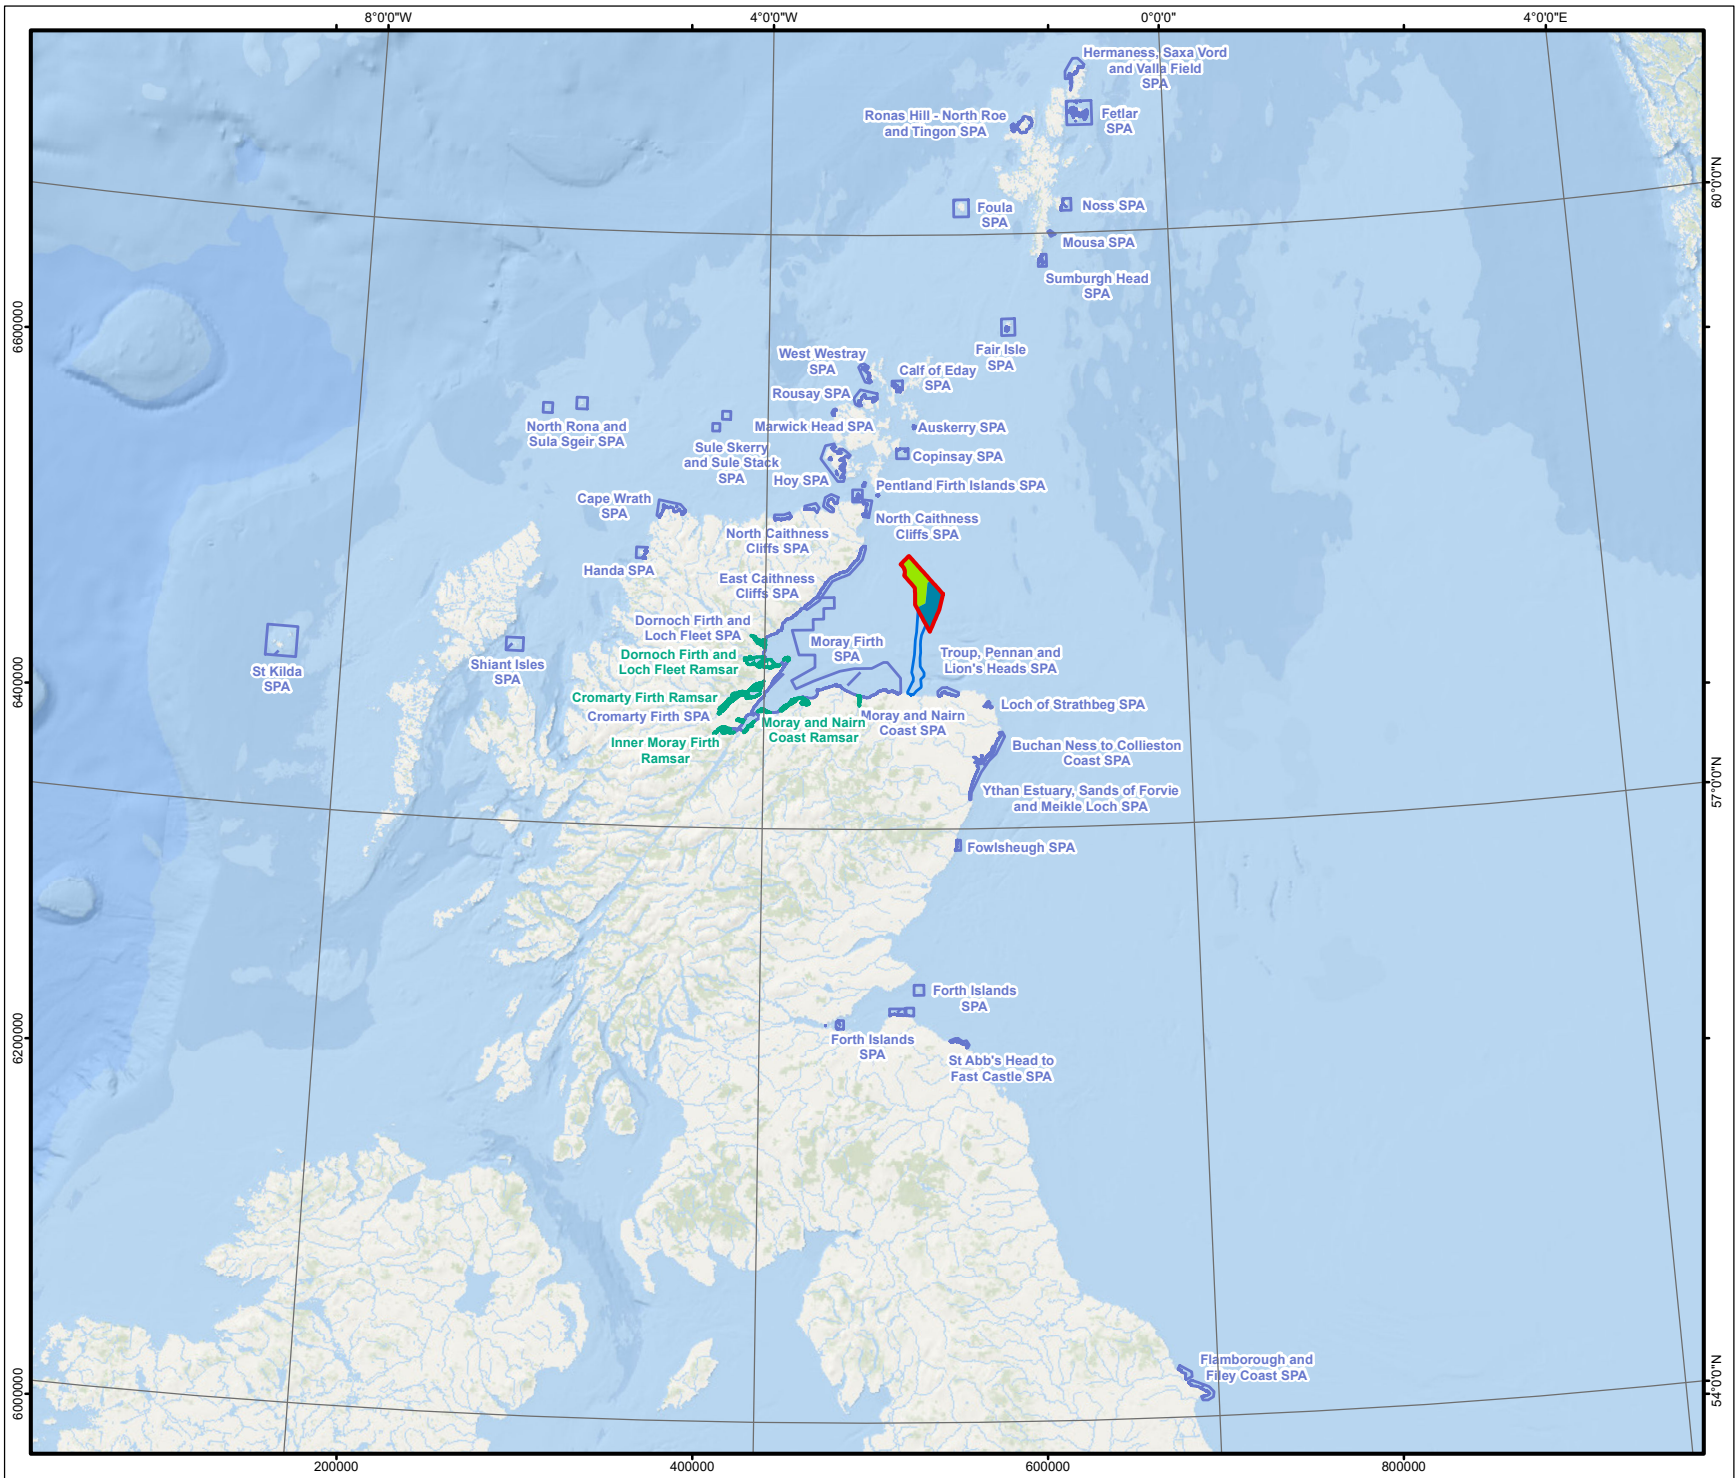 8°0'0"W
4°0'0"W
0°0'0"
4°0'0"E
Hermaness, Saxa Vord
and Valla Field
SPA
Ronas Hill - North Roe
and Tingon SPA
Fetlar
SPA
60°0'0"N
Foula
SPA
Noss SPA
Mousa SPA
Sumburgh Head
SPA
6600000
Fair Isle
SPA
West Westray
SPA
Calf of Eday
SPA
Rousay SPA
North Rona and
Sula Sgeir SPA
Marwick Head SPA
Auskerry SPA
Sule Skerry
and Sule Stack
SPA
Copinsay SPA
Hoy SPA
Pentland Firth Islands SPA
Cape Wrath
SPA
North Caithness
Cliffs SPA
North Caithness
Cliffs SPA
Handa SPA
East Caithness
Cliffs SPA
Dornoch Firth and
Loch Fleet SPA
Moray Firth
SPA
Dornoch Firth and
Loch Fleet Ramsar
Troup, Pennan and
Lion's Heads SPA
St Kilda
SPA
Shiant Isles
SPA
6400000
Cromarty Firth Ramsar
Cromarty Firth SPA
Loch of Strathbeg SPA
Moray and Nairn
Coast SPA
Moray and Nairn
Coast Ramsar
Inner Moray Firth
Ramsar
Buchan Ness to Collieston
Coast SPA
57°0'0"N
Ythan Estuary, Sands of Forvie
and Meikle Loch SPA
Fowlsheugh SPA
Forth Islands
SPA
6200000
Forth Islands
SPA
St Abb's Head to
Fast Castle SPA
Flamborough and
Filey Coast SPA
6000000
54°0'0"N
200000
400000
600000
800000